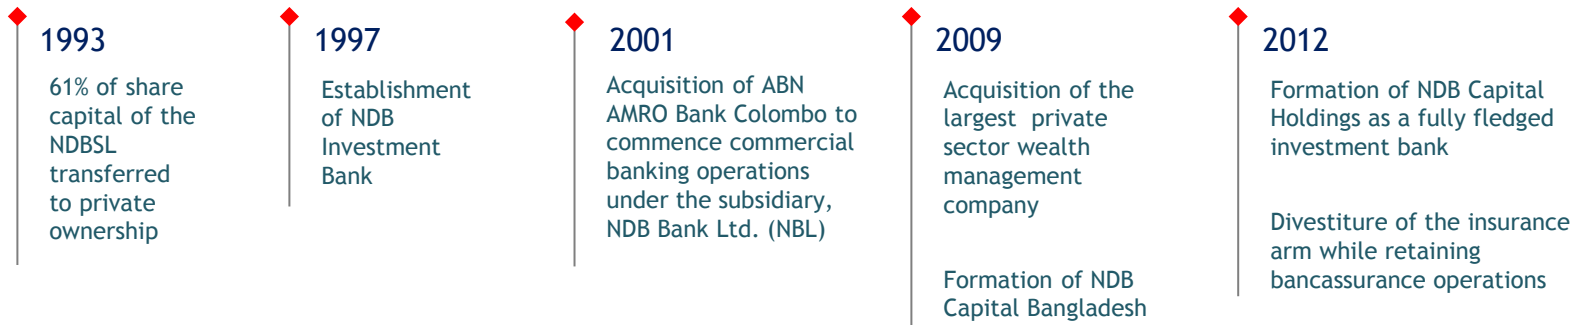 1993
61% of share
capital of the
NDBSL
transferred
to private
ownership
1997
Establishment
of NDB
Investment
Bank
2001
Acquisition of ABN
AMRO Bank Colombo to
commence commercial
banking operations
under the subsidiary,
NDB Bank Ltd. (NBL)
2009
Acquisition of the
largest private
sector wealth
management
company
Formation of NDB
Capital Bangladesh
2012
Formation of NDB Capital
Holdings as a fully fledged
investment bank
Divestiture of the insurance
arm while retaining
bancassurance operations